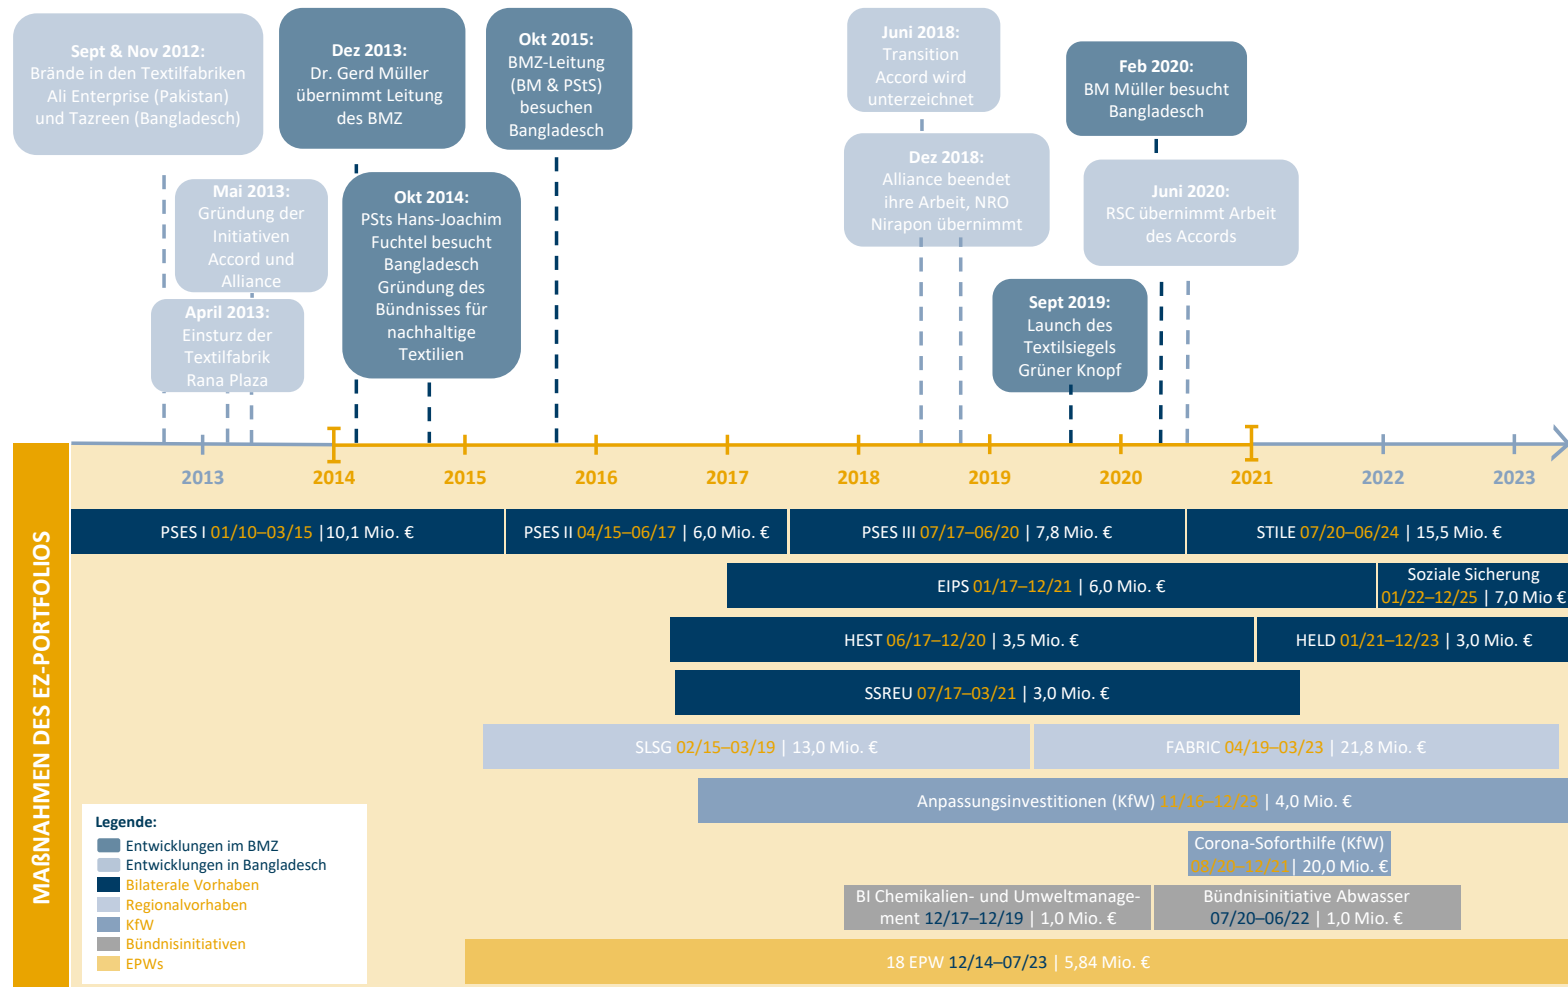 Sept & Nov 2012:
Brände in den Textilfabriken
Ali Enterprise (Pakistan)
und Tazreen (Bangladesch)
Mai 2013:
Gründung der
Initiativen
Accord und
Alliance
April 2013:
Einsturz der
Textilfabrik
Rana Plaza
Dez 2013:
Dr. Gerd Müller
übernimmt Leitung
des BMZ
Okt 2014:
PSts Hans-Joachim
Fuchtel besucht
Bangladesch
Gründung des
Bündnisses für
nachhaltige
Textilien
Okt 2015:
BMZ-Leitung
(BM & PStS)
besuchen
Bangladesch
Juni 2018:
Transition
Accord wird
unterzeichnet
Dez 2018:
Alliance beendet
ihre Arbeit, NRO
Nirapon übernimmt
Sept 2019:
Launch des
Textilsiegels
Grüner Knopf
Feb 2020:
BM Müller besucht
Bangladesch
Juni 2020:
RSC übernimmt Arbeit
des Accords
2013 2014 2015 2016 2017 2018 2019 2020 2021 2022 2023
MAßNAHMEN DES EZ-PORTFOLIOS
PSES I 01/10–03/15 |10,1 Mio. €
PSES II 04/15–06/17 | 6,0 Mio. €
PSES III 07/17–06/20 | 7,8 Mio. €
STILE 07/20–06/24 | 15,5 Mio. €
EIPS 01/17–12/21 | 6,0 Mio. €
Soziale Sicherung
01/22–12/25 | 7,0 Mio €
HEST 06/17–12/20 | 3,5 Mio. €
HELD 01/21–12/23 | 3,0 Mio. €
SSREU 07/17–03/21 | 3,0 Mio. €
SLSG 02/15–03/19 | 13,0 Mio. €
FABRIC 04/19–03/23 | 21,8 Mio. €
Anpassungsinvestitionen (KfW) 11/16–12/23 | 4,0 Mio. €
Corona-Soforthilfe (KfW)
08/20–12/21 | 20,0 Mio. €
BI Chemikalien- und Umweltmanage-
ment 12/17–12/19 | 1,0 Mio. €
Bündnisinitiative Abwasser
07/20–06/22 | 1,0 Mio. €
18 EPW 12/14–07/23 | 5,84 Mio. €
Legende:
Entwicklungen im BMZ
Entwicklungen in Bangladesch
Bilaterale Vorhaben
Regionalvorhaben
KfW
Bündnisinitiativen
EPWs